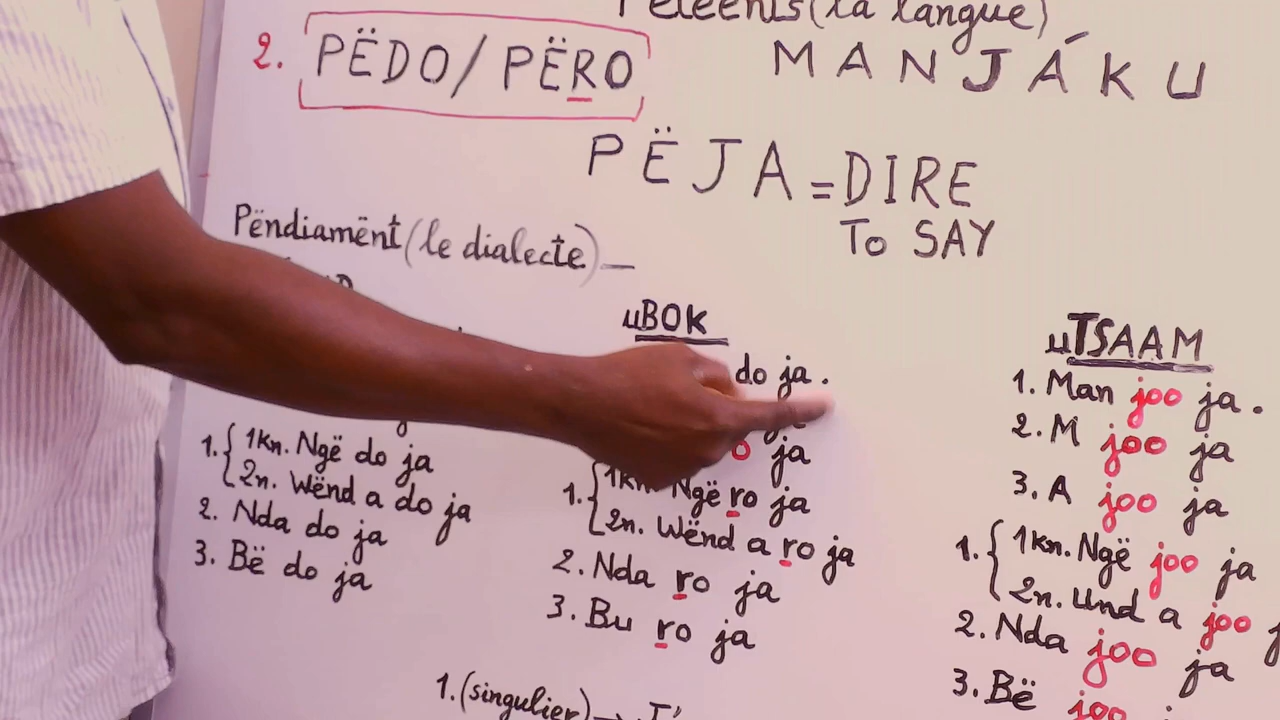 (la langue)
MANJÁKU
2. PËDO/PËRO
PËJA = DIRE
TO SAY
Pëndiamënt (le dialecte) —
uBOK
do ja.
ja
o ja
1. 1kn. Ngë ro ja
2n. Wënd a ro ja
2. Nda ro ja
3. Bu ro ja
1. 1kn. Ngë do ja
2n. Wënd a do ja
2. Nda do ja
3. Bë do ja
uTSAAM
1. Man joo ja.
2. M joo ja
3. A joo ja
1. 1kn. Ngë joo ja
2n. Und a joo
2. Nda joo ja
3. Bë joo
1. (singulier) →